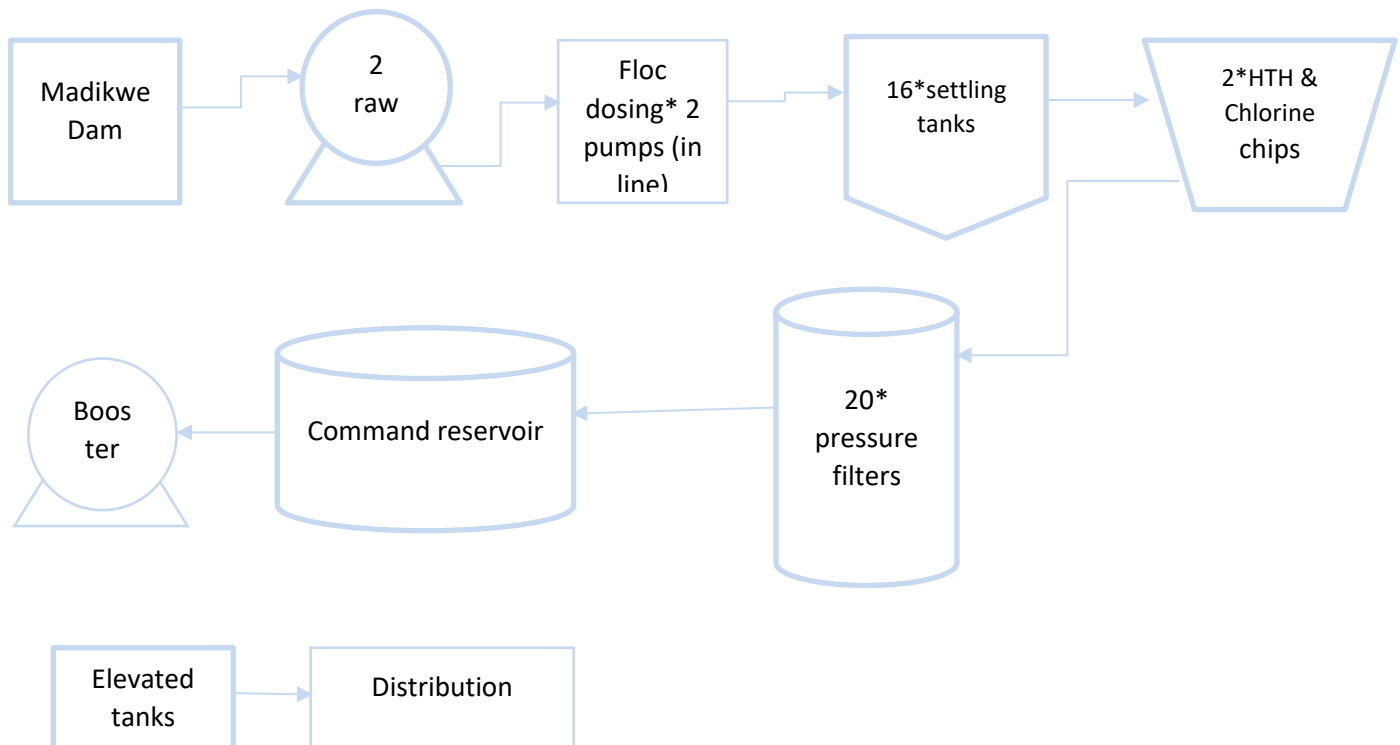 Madikwe
Dam
2
raw
Floc
dosing* 2
pumps (in
line)
16*settling
tanks
2*HTH &
Chlorine
chips
20*
pressure
filters
Command reservoir
Boos
ter
Elevated
tanks
Distribution